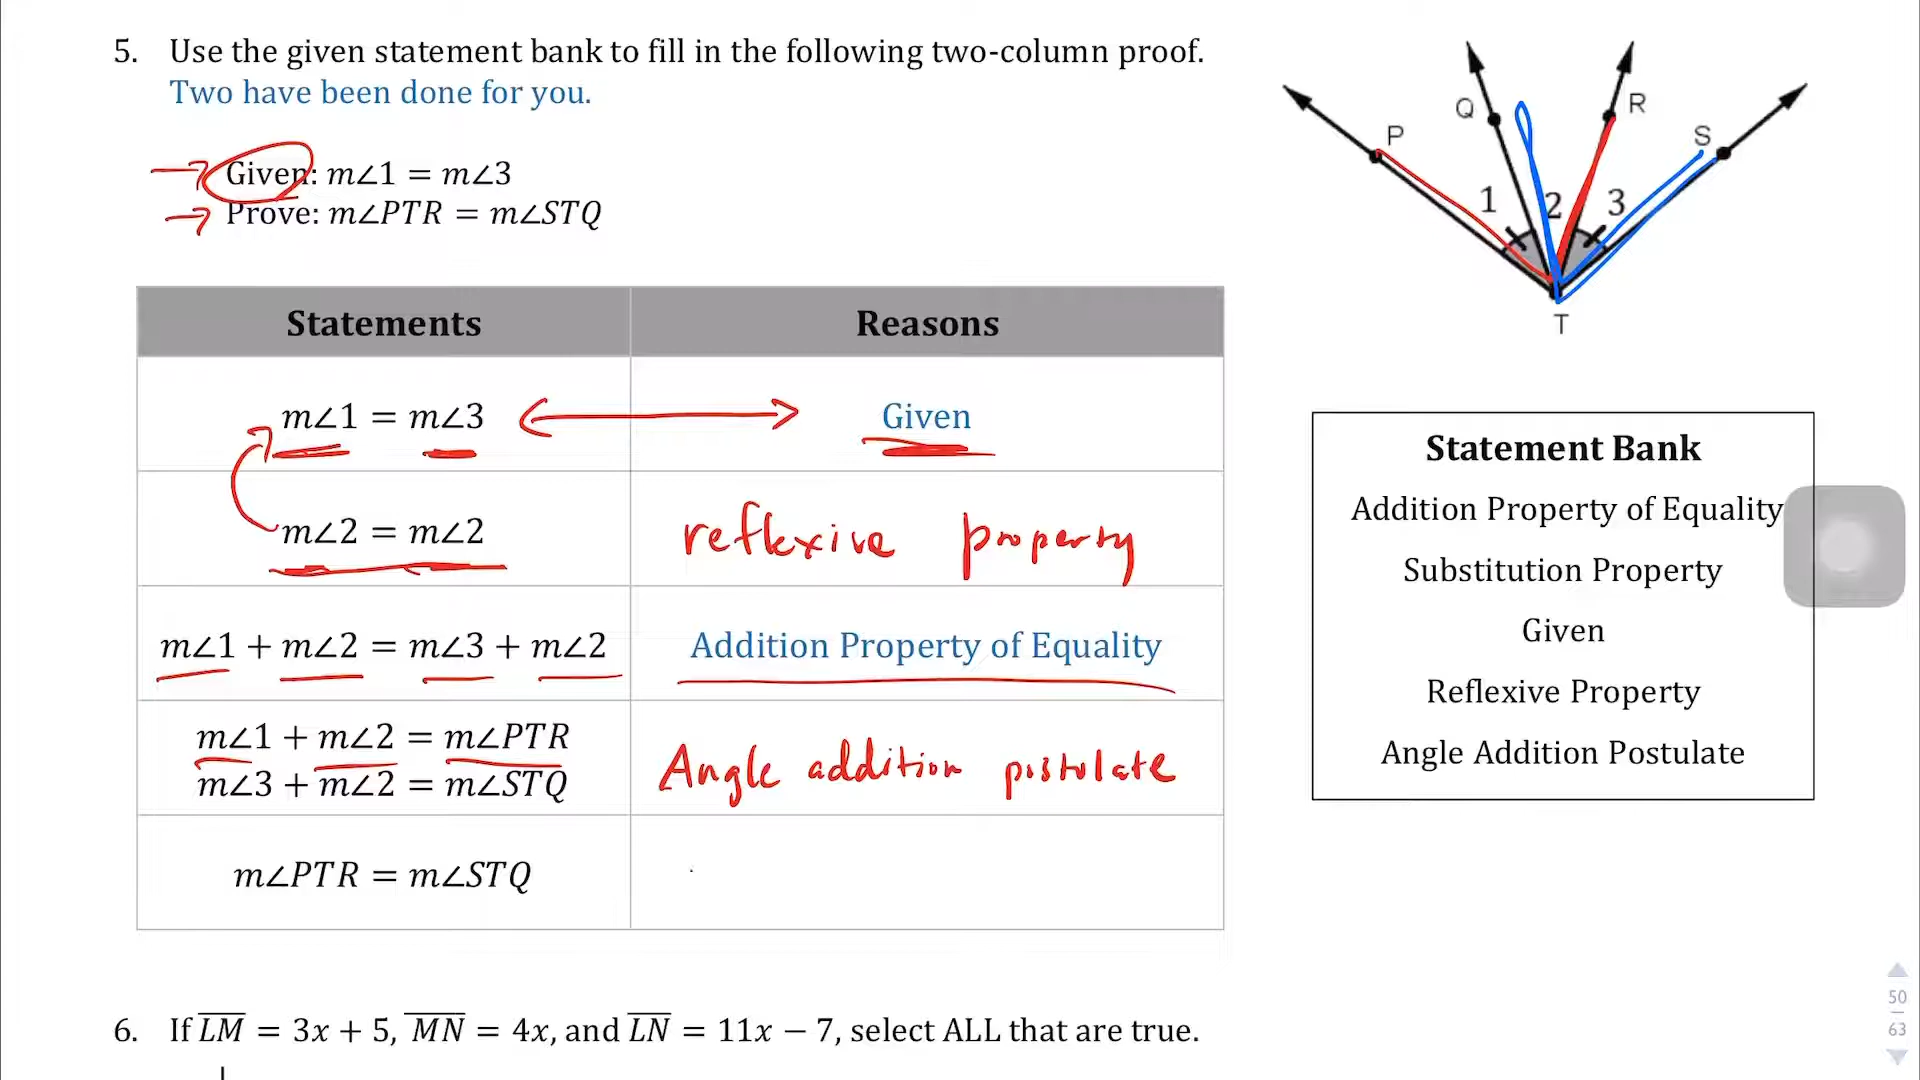 5. Use the given statement bank to fill in the following two-column proof.
Two have been done for you.
Given: m∠1 = m∠3
Prove: m∠PTR = m∠STQ
P
Q
R
S
1
2
3
T
Statements Reasons
m∠1 = m∠3 Given
m∠2 = m∠2 reflexive property
m∠1 + m∠2 = m∠3 + m∠2 Addition Property of Equality
m∠1 + m∠2 = m∠PTR
m∠3 + m∠2 = m∠STQ
Angle addition postulate
m∠PTR = m∠STQ
Statement Bank
Addition Property of Equality
Substitution Property
Given
Reflexive Property
Angle Addition Postulate
6. If L̅M̅ = 3x + 5, M̅N̅ = 4x, and L̅N̅ = 11x − 7, select ALL that are true.
50
63